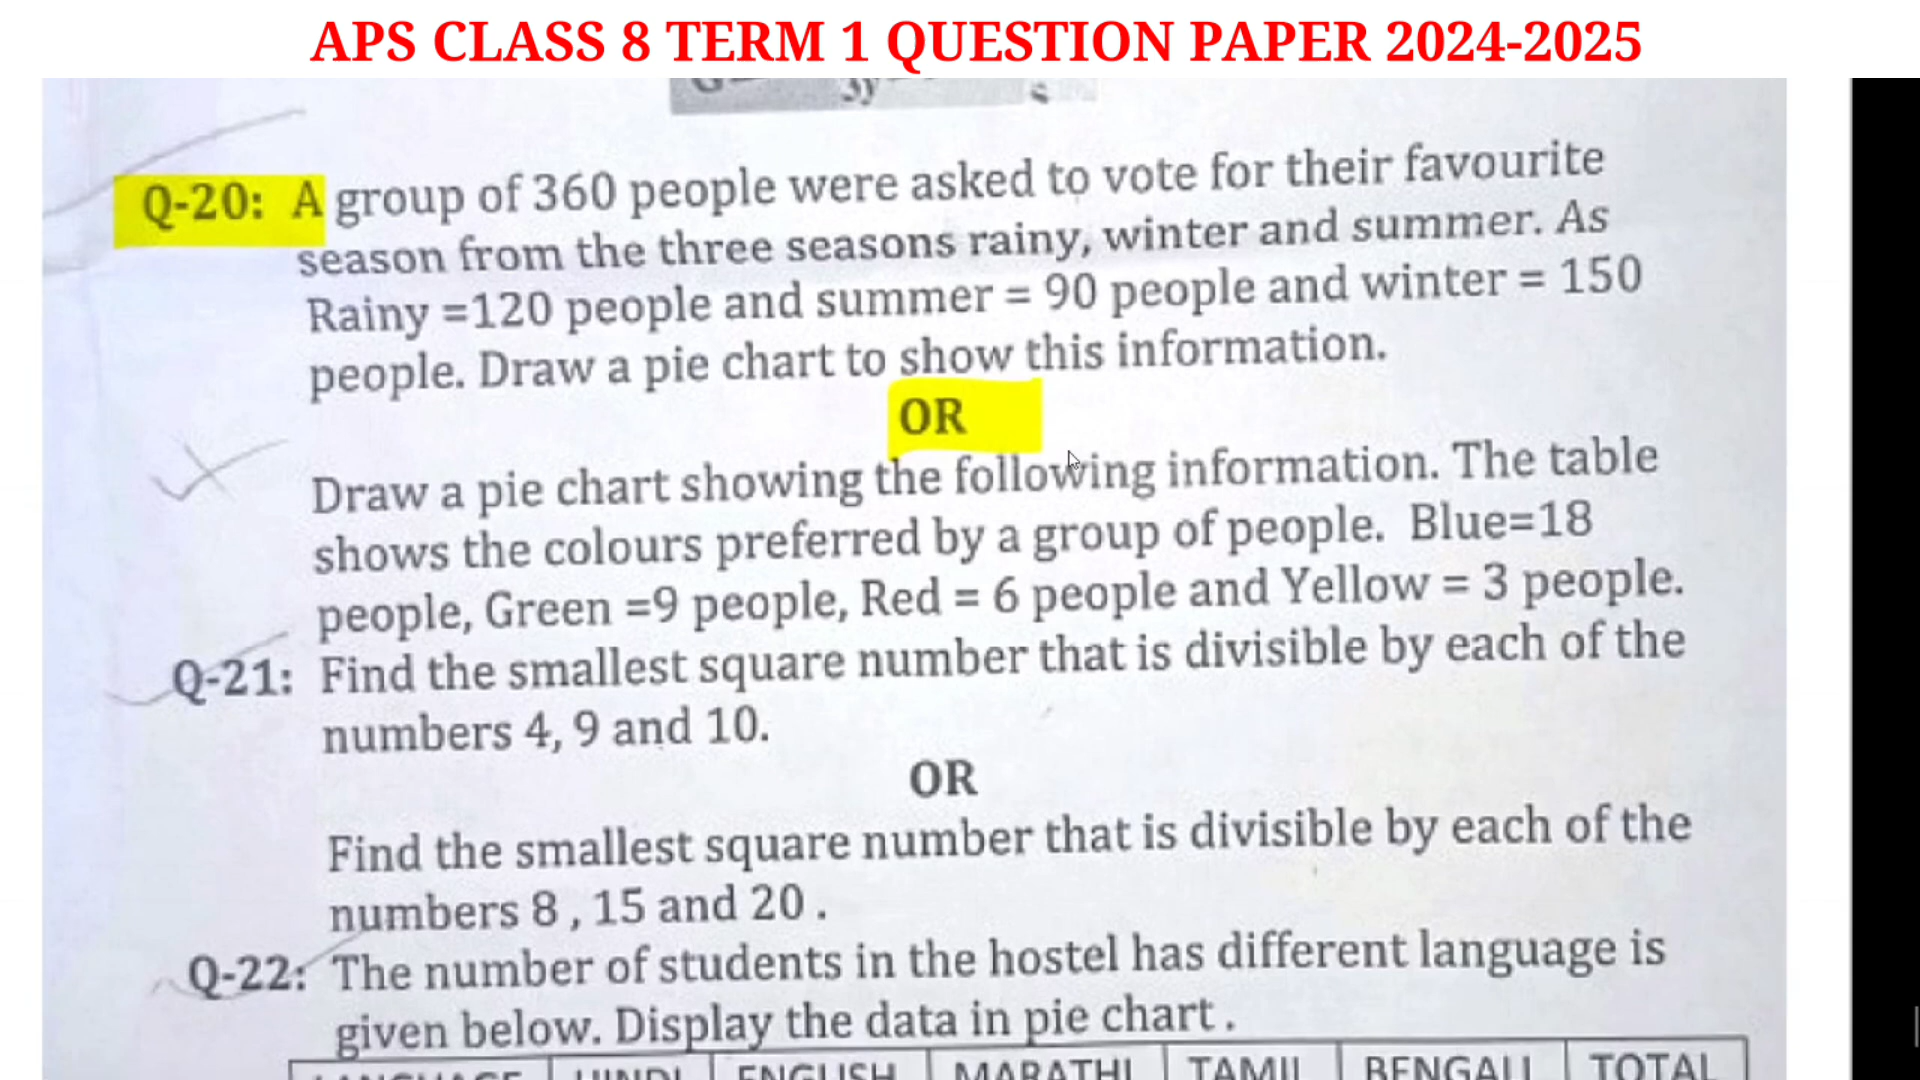 APS CLASS 8 TERM 1 QUESTION PAPER 2024-2025
Q-20: A group of 360 people were asked to vote for their favourite
season from the three seasons rainy, winter and summer. As
Rainy =120 people and summer = 90 people and winter = 150
people. Draw a pie chart to show this information.
OR
Draw a pie chart showing the following information. The table
shows the colours preferred by a group of people. Blue=18
people, Green =9 people, Red = 6 people and Yellow = 3 people.
Q-21: Find the smallest square number that is divisible by each of the
numbers 4, 9 and 10.
OR
Find the smallest square number that is divisible by each of the
numbers 8 , 15 and 20 .
Q-22: The number of students in the hostel has different language is
given below. Display the data in pie chart .
LANGUAGE HINDI ENGLISH MARATHI TAMIL BENGALI TOTAL